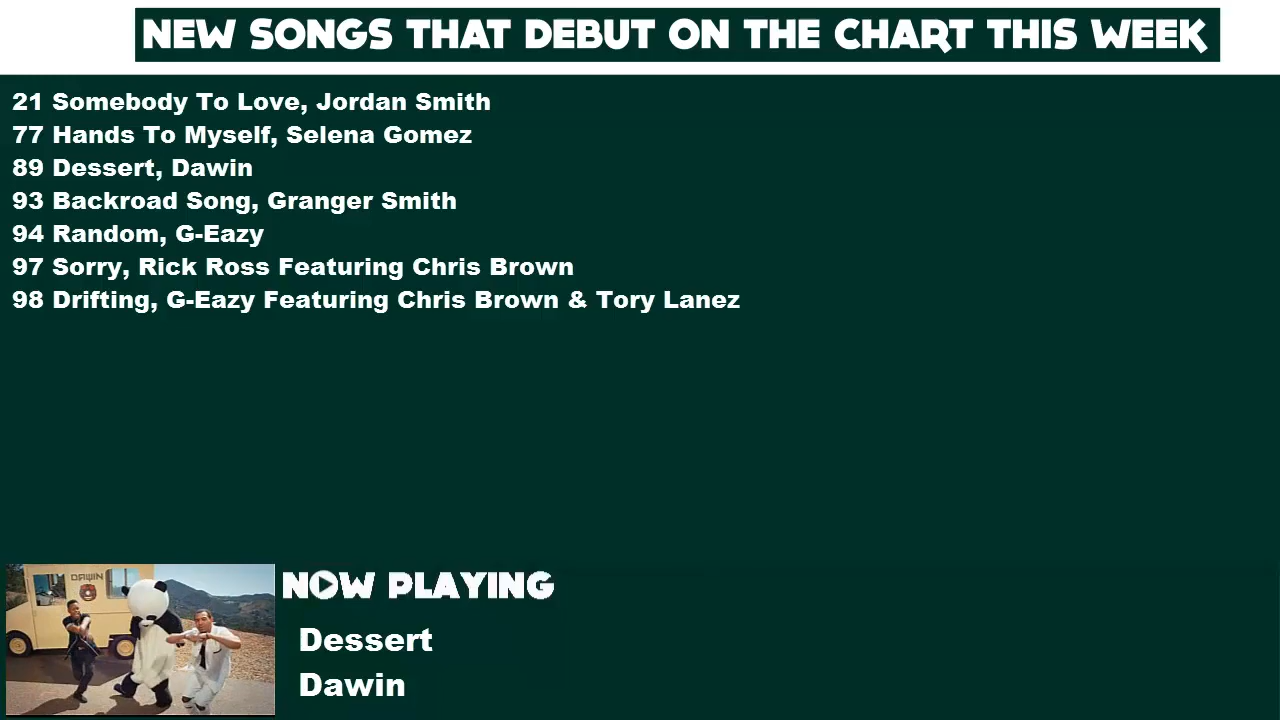 NEW SONGS THAT DEBUT ON THE CHART THIS WEEK
21 Somebody To Love, Jordan Smith
77 Hands To Myself, Selena Gomez
89 Dessert, Dawin
93 Backroad Song, Granger Smith
94 Random, G-Eazy
97 Sorry, Rick Ross Featuring Chris Brown
98 Drifting, G-Eazy Featuring Chris Brown & Tory Lanez
DAWIN
NOW PLAYING
Dessert
Dawin